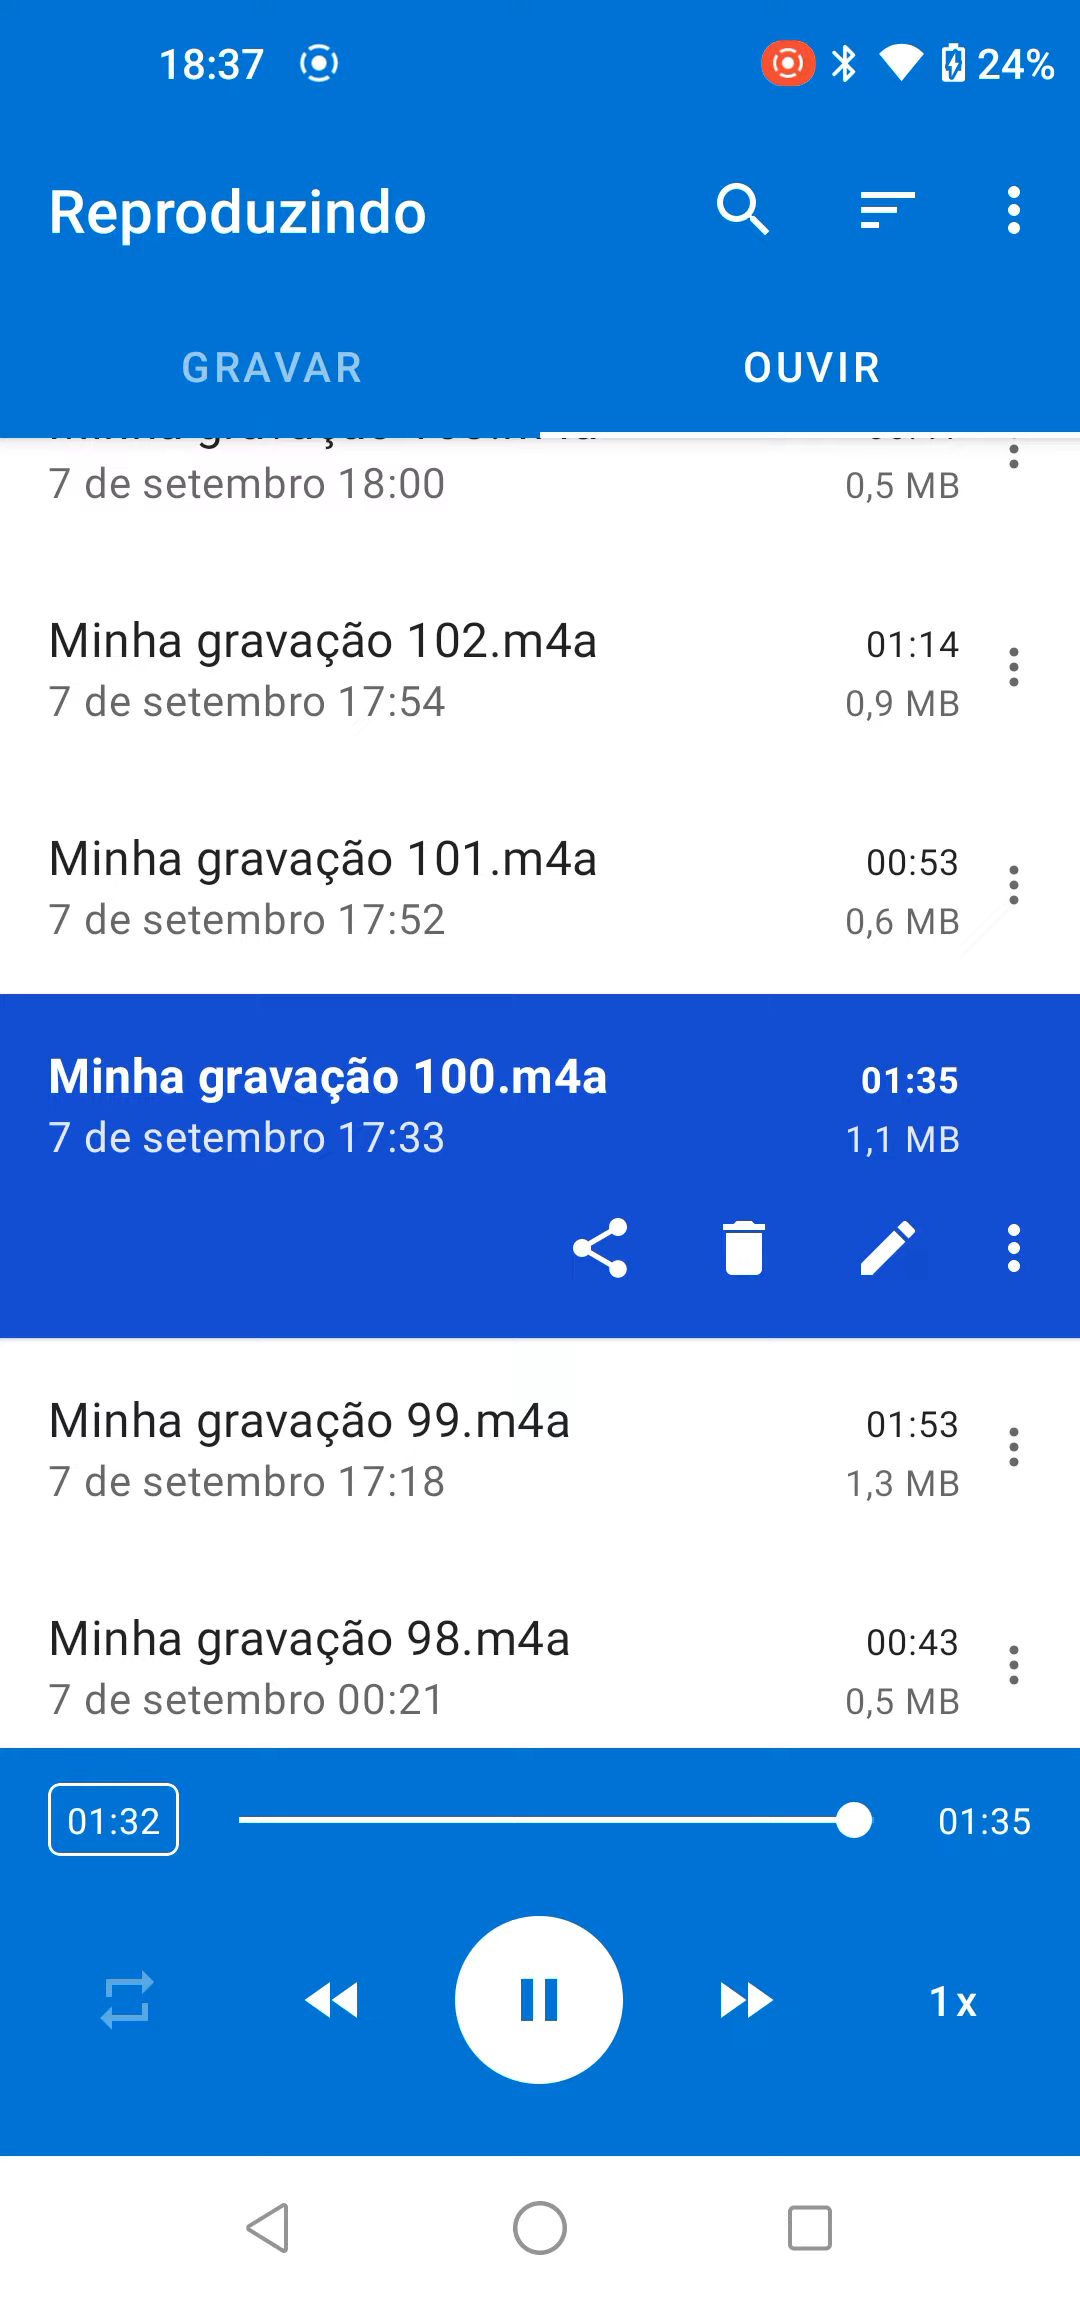 18:37 24%
Reproduzindo
GRAVAR OUVIR
7 de setembro 18:00 0,5 MB
Minha gravação 102.m4a 01:14
7 de setembro 17:54 0,9 MB
Minha gravação 101.m4a 00:53
7 de setembro 17:52 0,6 MB
Minha gravação 100.m4a 01:35
7 de setembro 17:33 1,1 MB
Minha gravação 99.m4a 01:53
7 de setembro 17:18 1,3 MB
Minha gravação 98.m4a 00:43
7 de setembro 00:21 0,5 MB
01:32 01:35
1x